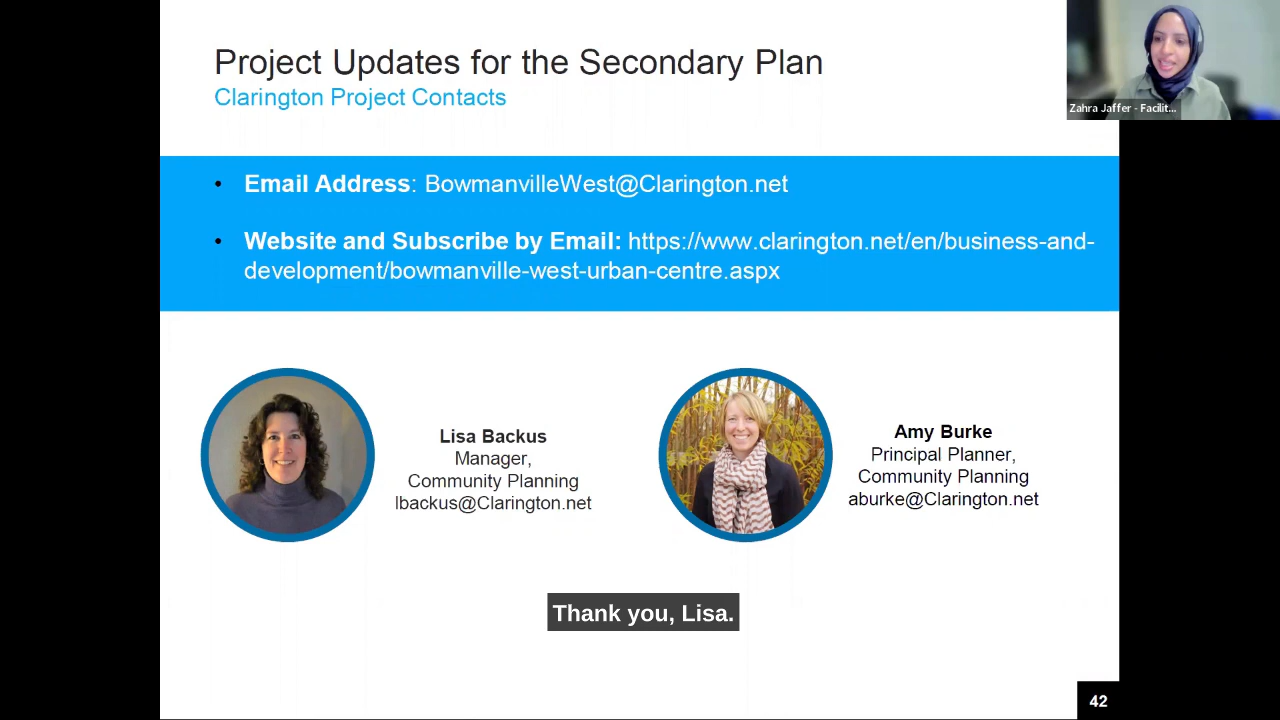 Project Updates for the Secondary Plan
Clarington Project Contacts
Zahra Jaffer - Facilit...
• Email Address: BowmanvilleWest@Clarington.net
• Website and Subscribe by Email: https://www.clarington.net/en/business-and-
development/bowmanville-west-urban-centre.aspx
Lisa Backus
Manager,
Community Planning
lbackus@Clarington.net
Amy Burke
Principal Planner,
Community Planning
aburke@Clarington.net
Thank you, Lisa.
42